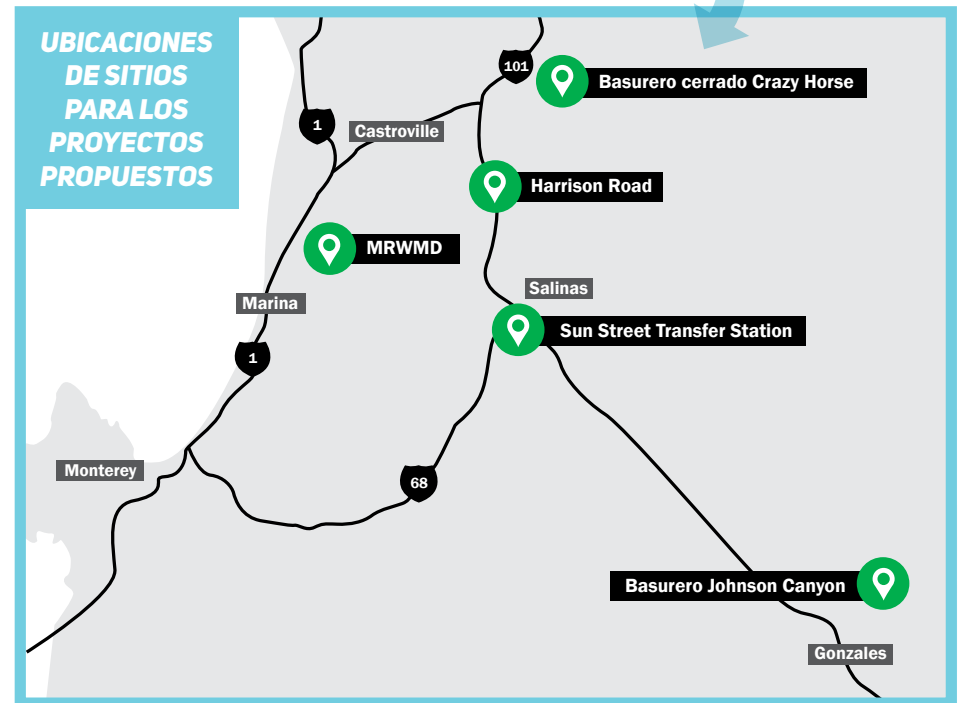 UBICACIONES
DE SITIOS
PARA LOS
PROYECTOS
PROPUESTOS
101
Basurero cerrado Crazy Horse
1
Castroville
Harrison Road
MRWMD
Salinas
Marina
Sun Street Transfer Station
1
Monterey
68
Basurero Johnson Canyon
Gonzales